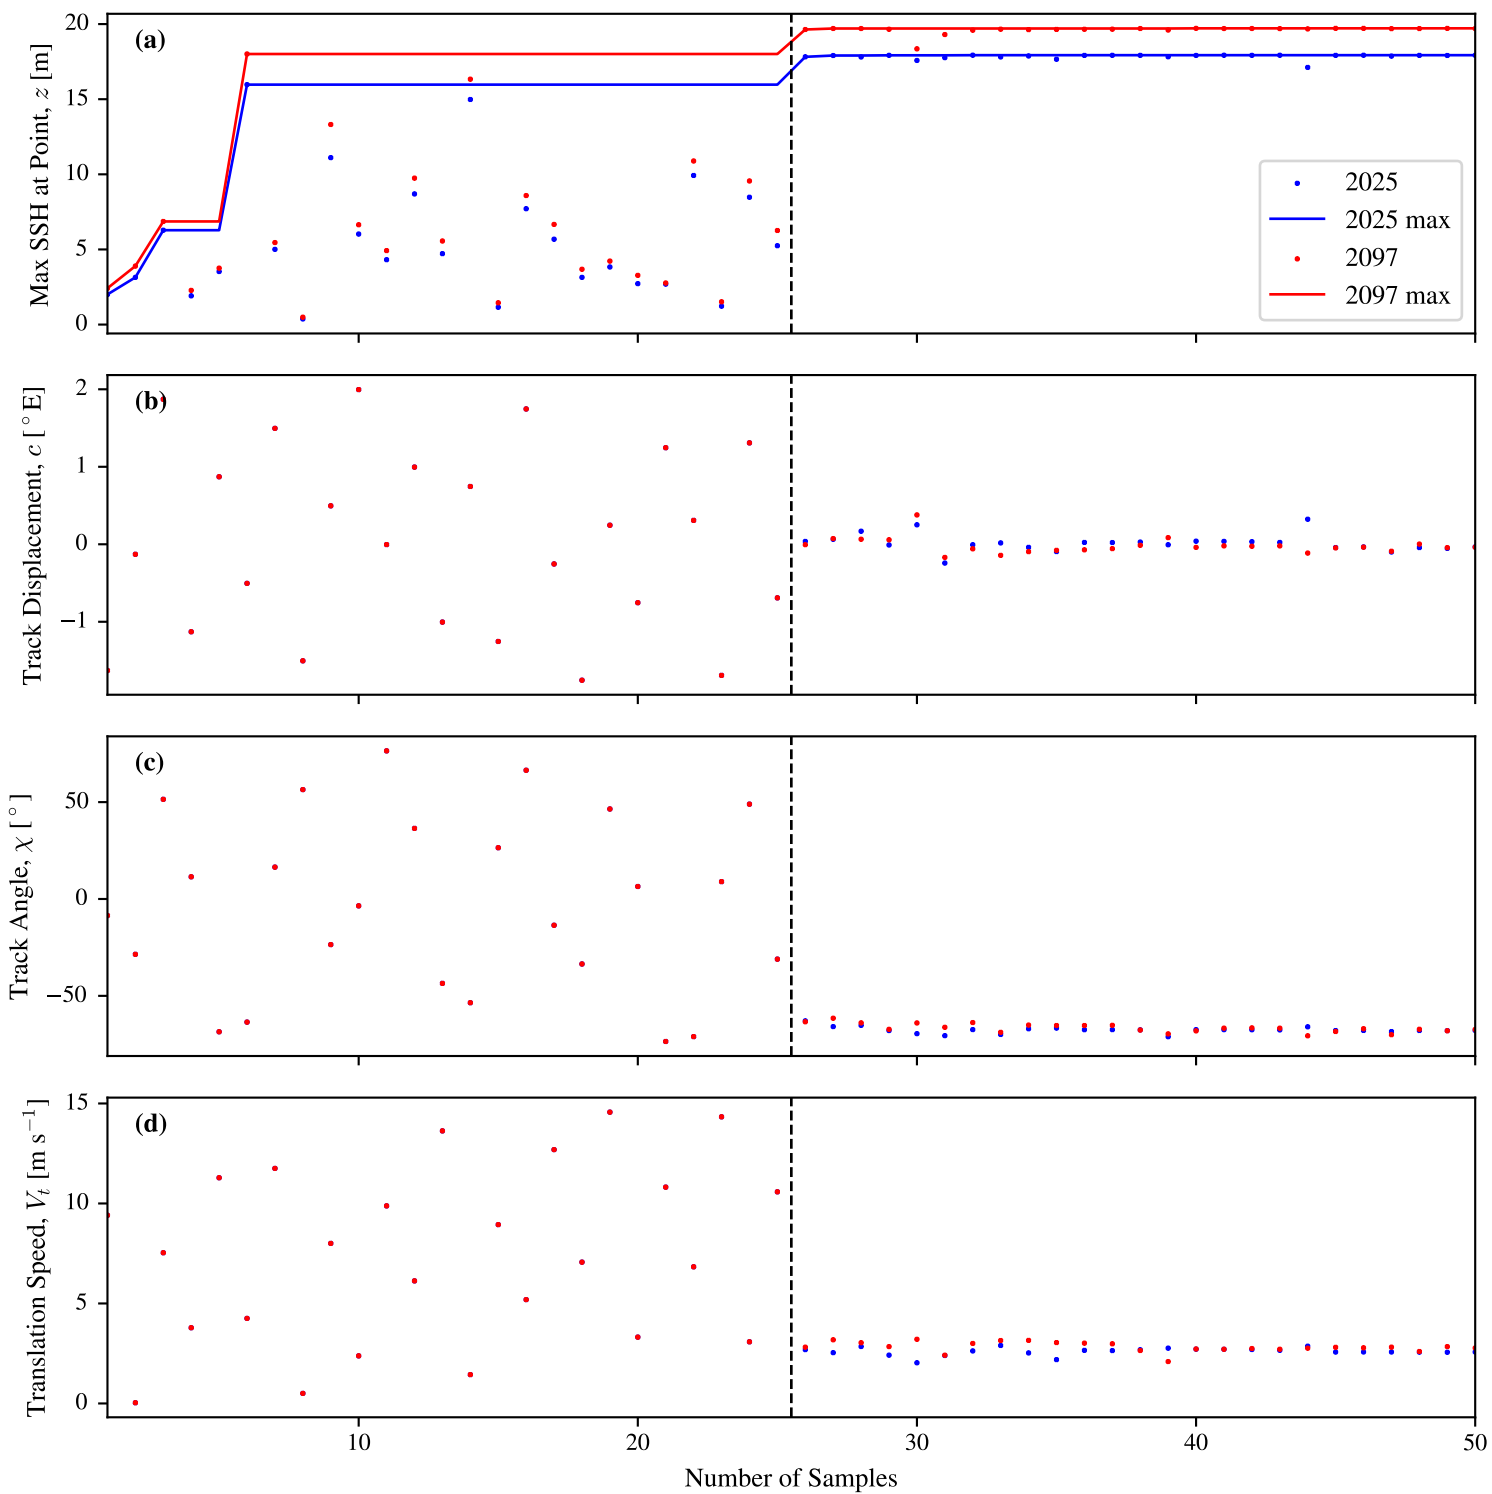 (a)
Max SSH at Point, z [m]
20
15
10
5
0
2025
2025 max
2097
2097 max
(b)
Track Displacement, c [°E]
2
1
0
−1
(c)
Track Angle, χ [°]
50
0
−50
(d)
Translation Speed, Vₜ [m s⁻¹]
15
10
5
0
10 20 30 40 50
Number of Samples